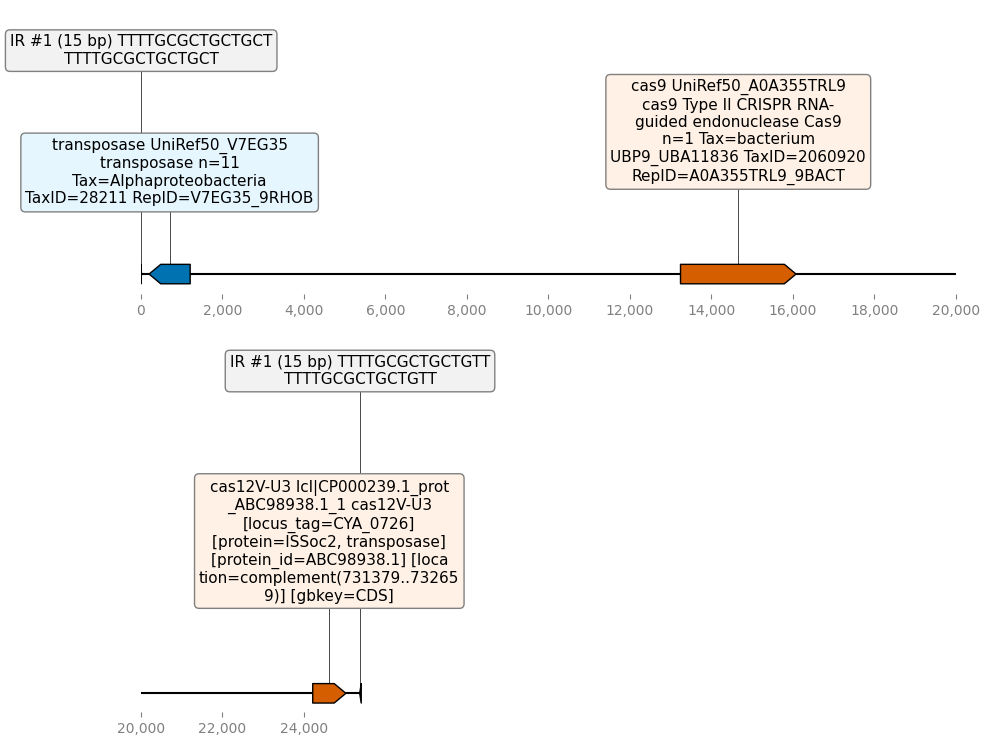 IR #1 (15 bp) TTTTGCGCTGCTGCT
TTTTGCGCTGCTGCT
cas9 UniRef50_A0A355TRL9
cas9 Type II CRISPR RNA-
guided endonuclease Cas9
n=1 Tax=bacterium
UBP9_UBA11836 TaxID=2060920
RepID=A0A355TRL9_9BACT
transposase UniRef50_V7EG35
transposase n=11
Tax=Alphaproteobacteria
TaxID=28211 RepID=V7EG35_9RHOB
0 2,000 4,000 6,000 8,000 10,000 12,000 14,000 16,000 18,000 20,000
IR #1 (15 bp) TTTTGCGCTGCTGTT
TTTTGCGCTGCTGTT
cas12V-U3 lcl|CP000239.1_prot
_ABC98938.1_1 cas12V-U3
[locus_tag=CYA_0726]
[protein=ISSoc2, transposase]
[protein_id=ABC98938.1] [loca
tion=complement(731379..73265
9)] [gbkey=CDS]
20,000 22,000 24,000